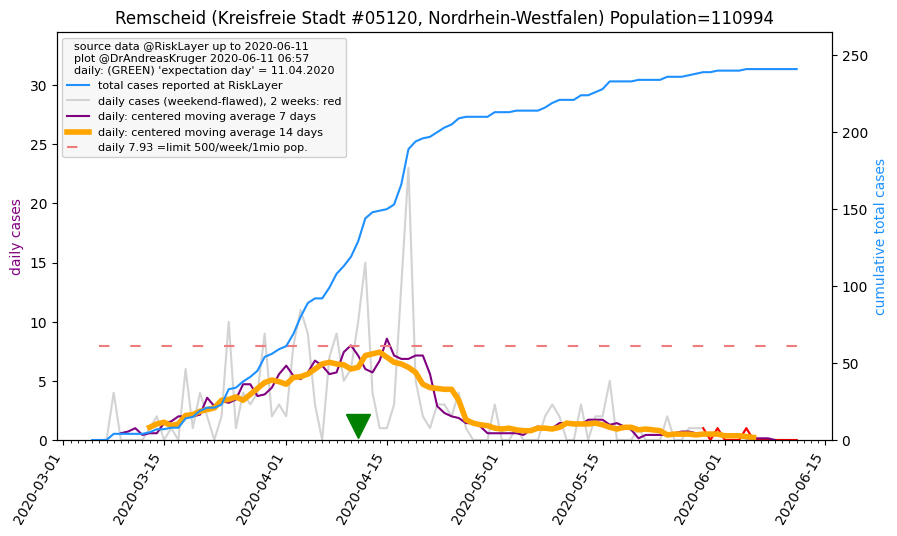 Remscheid (Kreisfreie Stadt #05120, Nordrhein-Westfalen) Population=110994
source data @RiskLayer up to 2020-06-11
plot @DrAndreasKruger 2020-06-11 06:57
daily: (GREEN) 'expectation day' = 11.04.2020
total cases reported at RiskLayer
daily cases (weekend-flawed), 2 weeks: red
daily: centered moving average 7 days
daily: centered moving average 14 days
daily 7.93 =limit 500/week/1mio pop.
daily cases
30
25
20
15
10
5
0
cumulative total cases
250
200
150
100
50
0
2020-03-01
2020-03-15
2020-04-01
2020-04-15
2020-05-01
2020-05-15
2020-06-01
2020-06-15